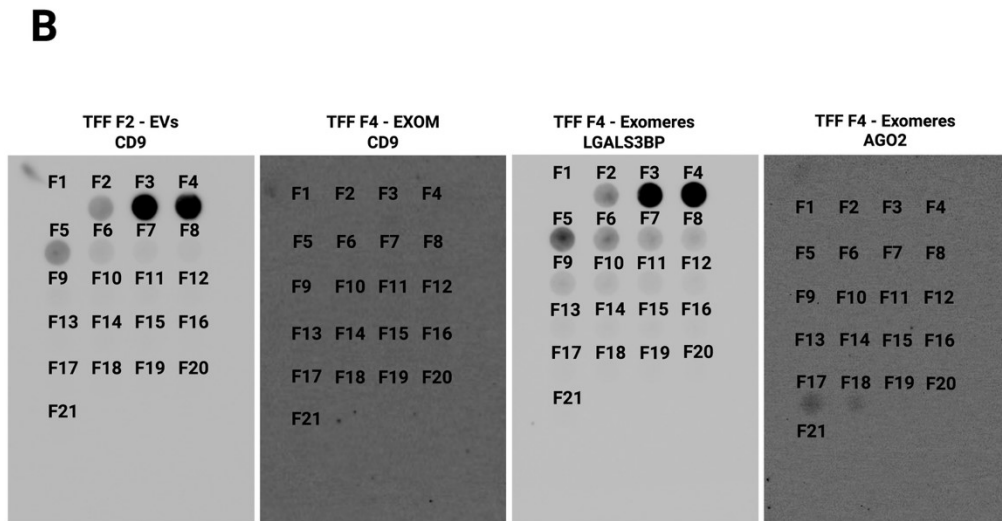 B
TFF F2 - EVs
CD9
F1 F2 F3 F4
F5 F6 F7 F8
F9 F10 F11 F12
F13 F14 F15 F16
F17 F18 F19 F20
F21
TFF F4 - EXOM
CD9
F1 F2 F3 F4
F5 F6 F7 F8
F9 F10 F11 F12
F13 F14 F15 F16
F17 F18 F19 F20
F21
TFF F4 - Exomeres
LGALS3BP
F1 F2 F3 F4
F5 F6 F7 F8
F9 F10 F11 F12
F13 F14 F15 F16
F17 F18 F19 F20
F21
TFF F4 - Exomeres
AGO2
F1 F2 F3 F4
F5 F6 F7 F8
F9 F10 F11 F12
F13 F14 F15 F16
F17 F18 F19 F20
F21